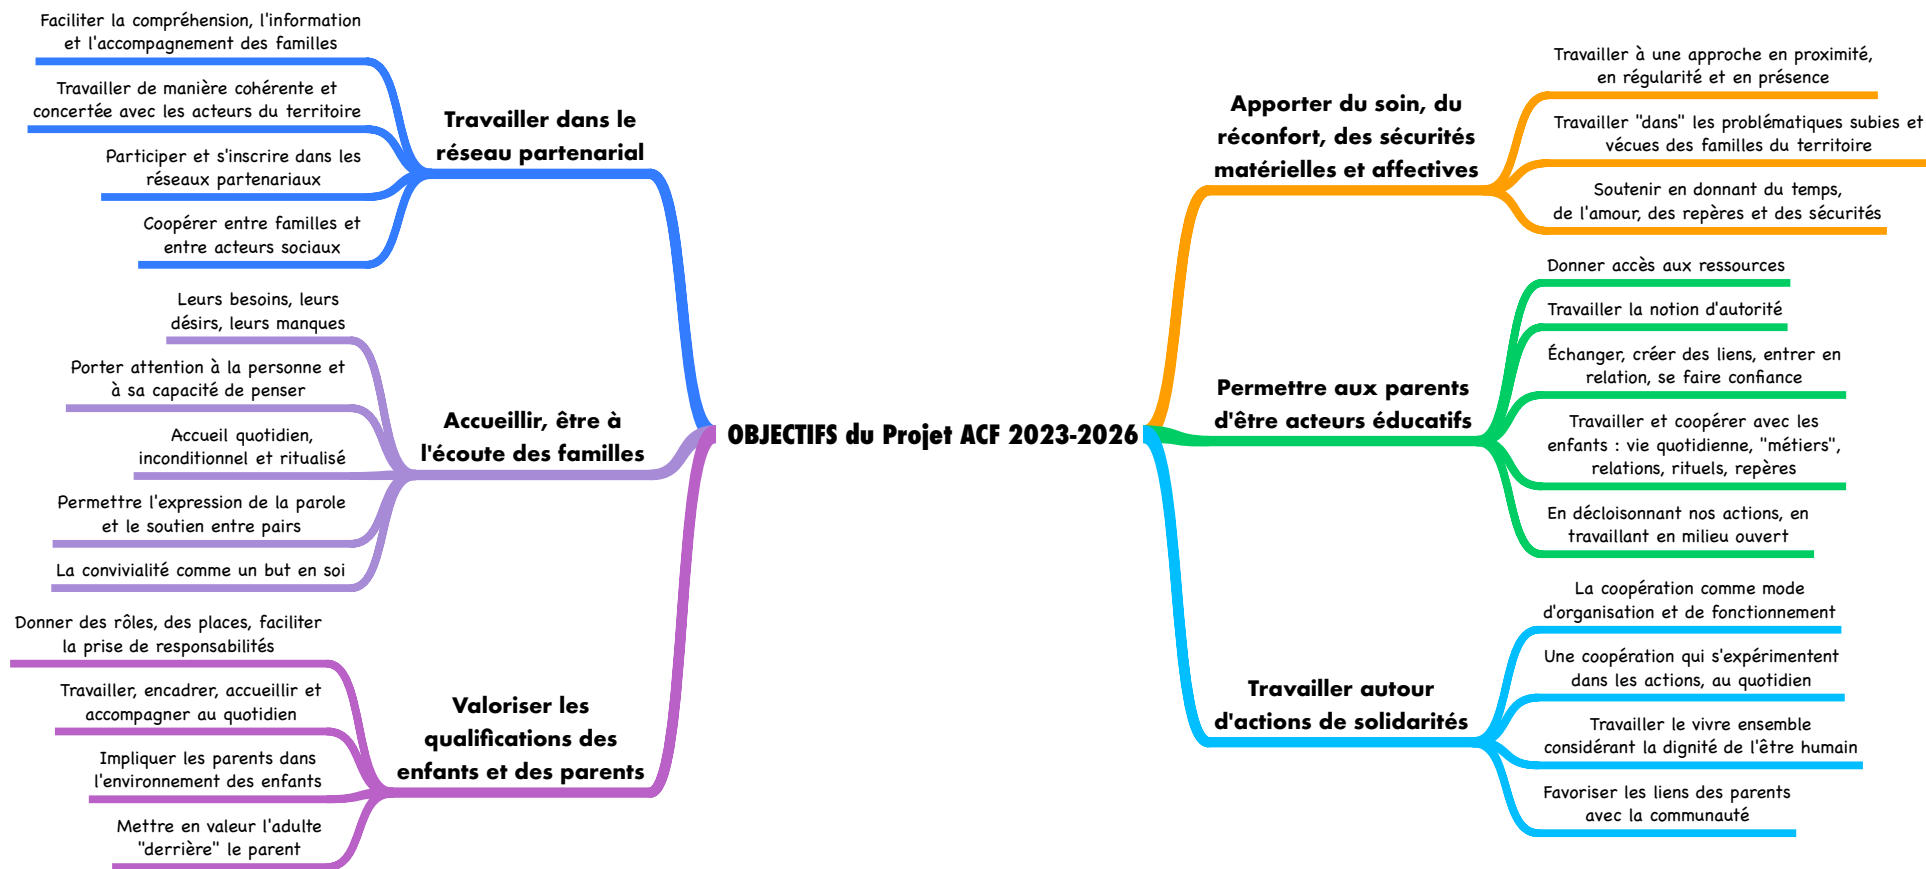 Faciliter la compréhension, l'information
et l'accompagnement des familles
Travailler de manière cohérente et
concertée avec les acteurs du territoire
Participer et s'inscrire dans les
réseaux partenariaux
Coopérer entre familles et
entre acteurs sociaux
Travailler dans le
réseau partenarial
Leurs besoins, leurs
désirs, leurs manques
Porter attention à la personne et
à sa capacité de penser
Accueil quotidien,
inconditionnel et ritualisé
Permettre l'expression de la parole
et le soutien entre pairs
La convivialité comme un but en soi
Accueillir, être à
l'écoute des familles
Donner des rôles, des places, faciliter
la prise de responsabilités
Travailler, encadrer, accueillir et
accompagner au quotidien
Impliquer les parents dans
l'environnement des enfants
Mettre en valeur l'adulte
"derrière" le parent
Valoriser les
qualifications des
enfants et des parents
OBJECTIFS du Projet ACF 2023-2026
Apporter du soin, du
réconfort, des sécurités
matérielles et affectives
Travailler à une approche en proximité,
en régularité et en présence
Travailler "dans" les problématiques subies et
vécues des familles du territoire
Soutenir en donnant du temps,
de l'amour, des repères et des sécurités
Permettre aux parents
d'être acteurs éducatifs
Donner accès aux ressources
Travailler la notion d'autorité
Échanger, créer des liens, entrer en
relation, se faire confiance
Travailler et coopérer avec les
enfants : vie quotidienne, "métiers",
relations, rituels, repères
En décloisonnant nos actions, en
travaillant en milieu ouvert
Travailler autour
d'actions de solidarités
La coopération comme mode
d'organisation et de fonctionnement
Une coopération qui s'expérimentent
dans les actions, au quotidien
Travailler le vivre ensemble
considérant la dignité de l'être humain
Favoriser les liens des parents
avec la communauté